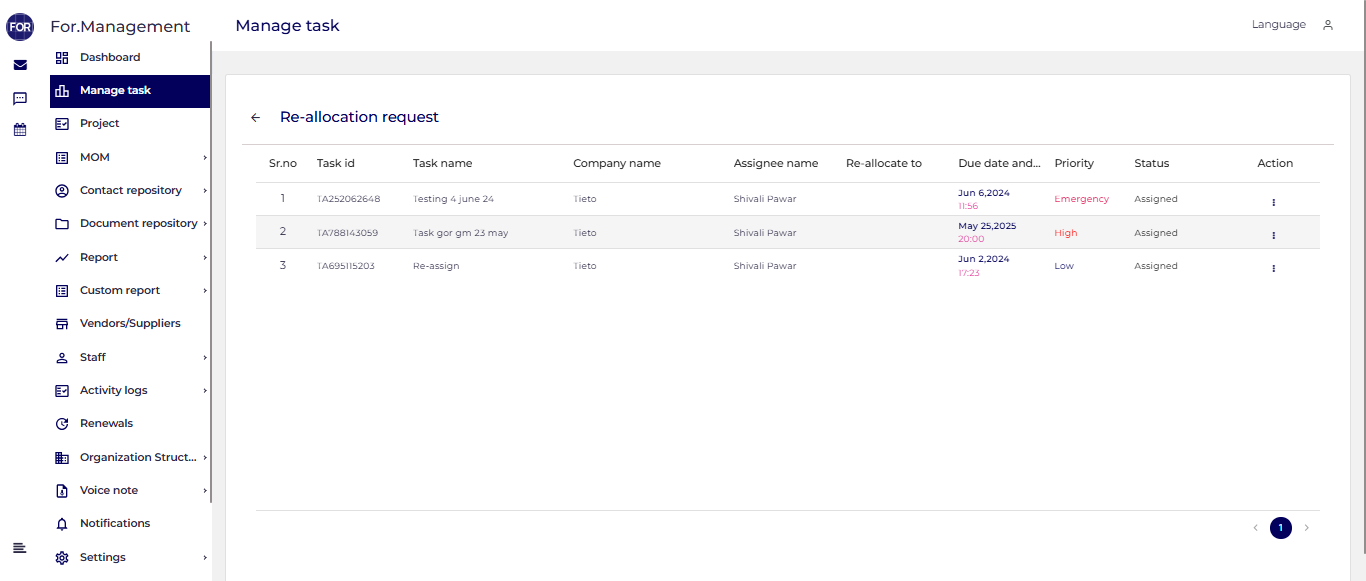 FOR For.Management
Manage task
Language
Dashboard
Manage task
Project
MOM
Contact repository
Document repository
Report
Custom report
Vendors/Suppliers
Staff
Activity logs
Renewals
Organization Struct...
Voice note
Notifications
Settings
Re-allocation request
Sr.no Task id Task name Company name Assignee name Re-allocate to Due date and... Priority Status Action
1 TA252062648 Testing 4 june 24 Tieto Shivali Pawar Jun 6,2024 11:56 Emergency Assigned
2 TA788143059 Task gor gm 23 may Tieto Shivali Pawar May 25,2025 20:00 High Assigned
3 TA695115203 Re-assign Tieto Shivali Pawar Jun 2,2024 17:23 Low Assigned
1